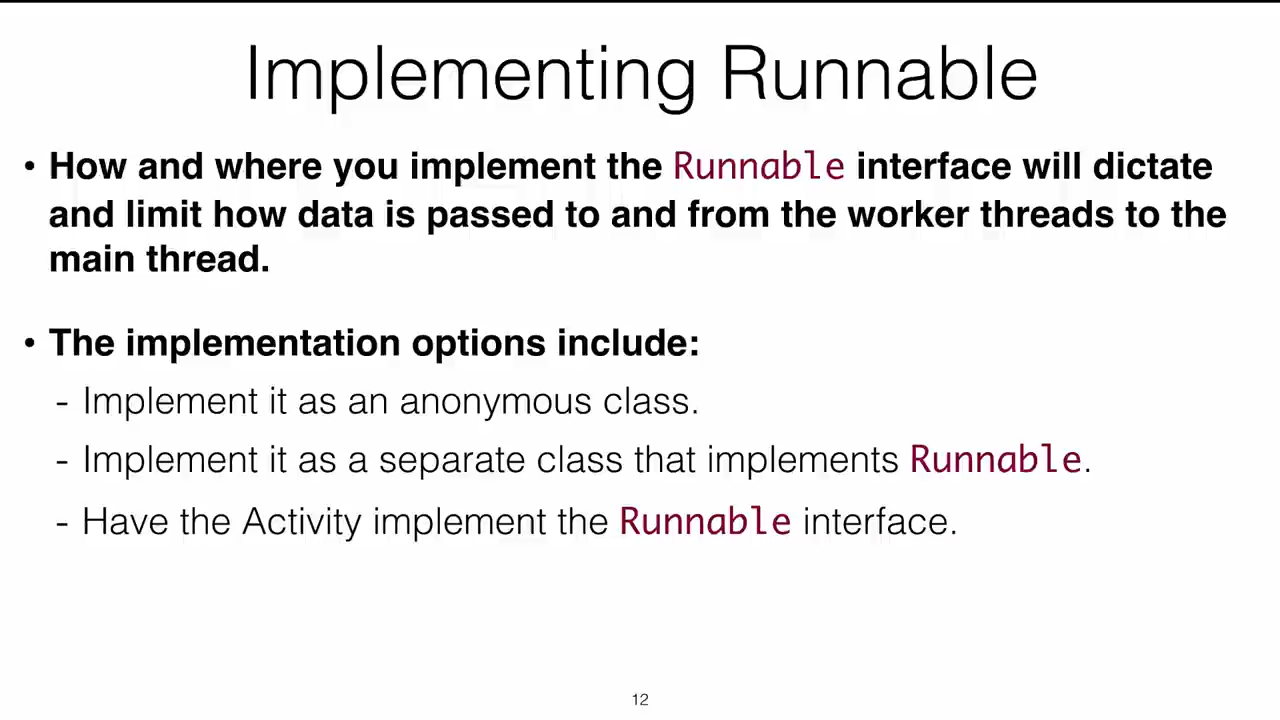 Implementing Runnable
• How and where you implement the Runnable interface will dictate
and limit how data is passed to and from the worker threads to the
main thread.
• The implementation options include:
- Implement it as an anonymous class.
- Implement it as a separate class that implements Runnable.
- Have the Activity implement the Runnable interface.
12